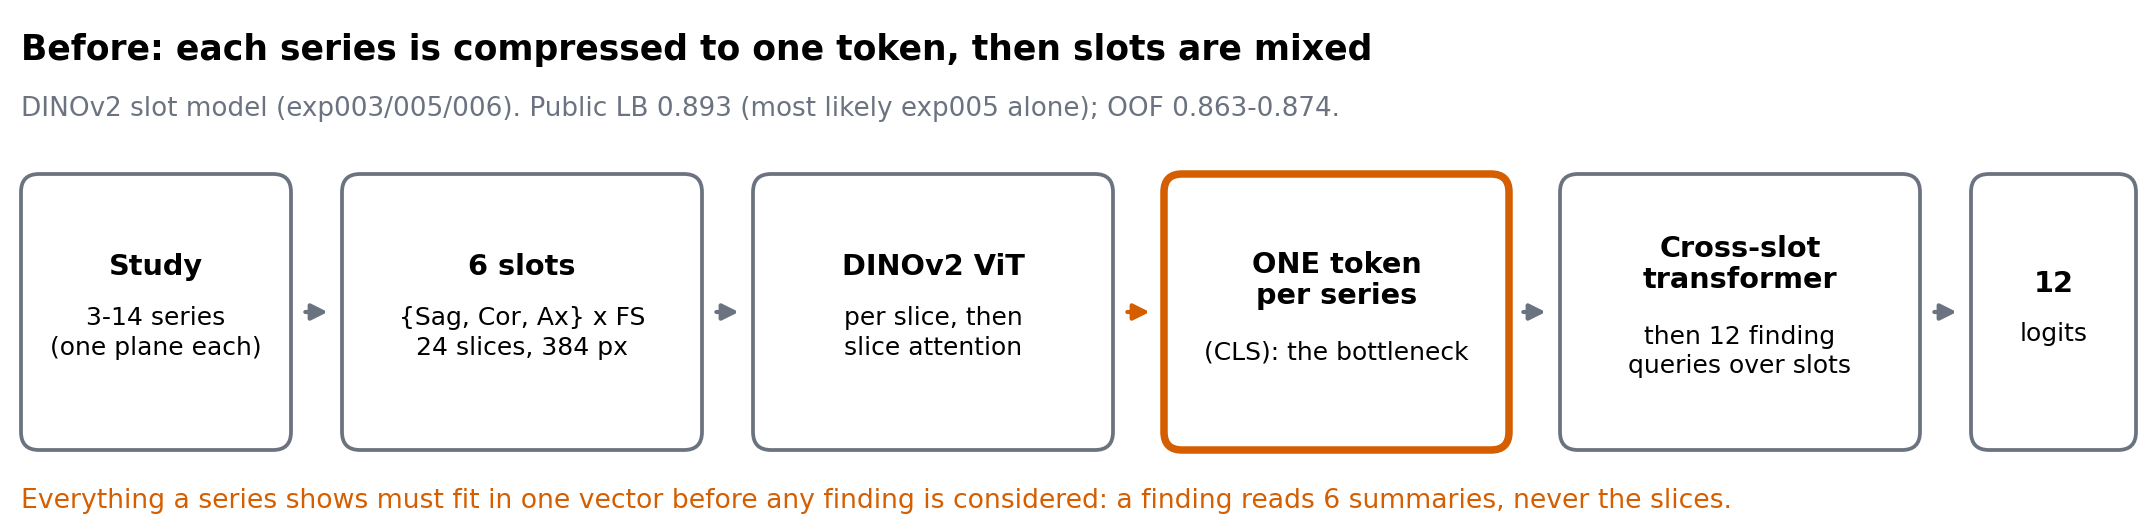 Before: each series is compressed to one token, then slots are mixed
DINOv2 slot model (exp003/005/006). Public LB 0.893 (most likely exp005 alone); OOF 0.863-0.874.
Study
3-14 series
(one plane each)
6 slots
{Sag, Cor, Ax} x FS
24 slices, 384 px
DINOv2 ViT
per slice, then
slice attention
ONE token
per series
(CLS): the bottleneck
Cross-slot
transformer
then 12 finding
queries over slots
12
logits
Everything a series shows must fit in one vector before any finding is considered: a finding reads 6 summaries, never the slices.